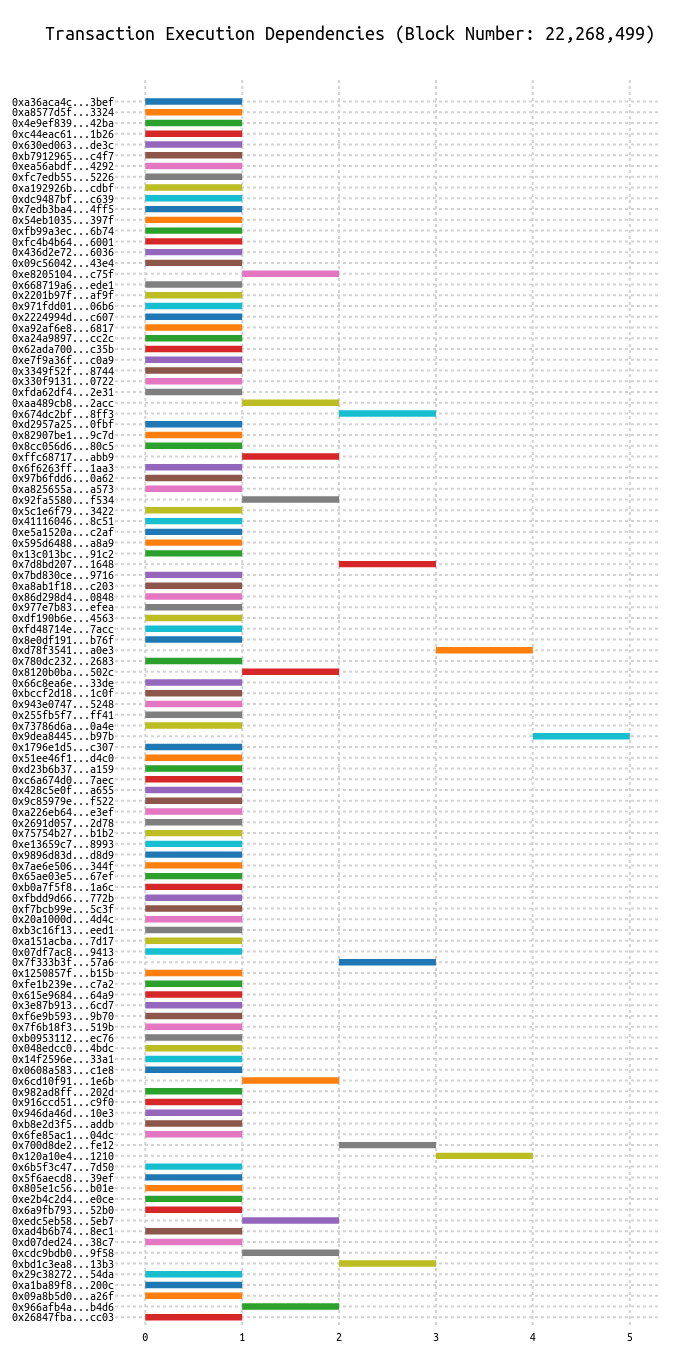 Transaction Execution Dependencies (Block Number: 22,268,499)
0xa36aca4c...3bef
0xa8577d5f...3324
0x4e9ef839...42ba
0xc44eac61...1b26
0x630ed063...de3c
0xb7912965...c4f7
0xea56abdf...4292
0xfc7edb55...5226
0xa192926b...cdbf
0xdc9487bf...c639
0x7edb3ba4...4ff5
0x54eb1035...397f
0xfb99a3ec...6b74
0xfc4b4b64...6001
0x436d2e72...6036
0x09c56042...43e4
0xe8205104...c75f
0x668719a6...ede1
0x2201b97f...af9f
0x971fdd01...06b6
0x2224994d...c607
0xa92af6e8...6817
0xa24a9897...cc2c
0x62ada700...c35b
0xe7f9a36f...c0a9
0x3349f52f...8744
0x330f9131...0722
0xfda62df4...2e31
0xaa489cb8...2acc
0x674dc2bf...8ff3
0xd2957a25...0fbf
0x82907be1...9c7d
0x8cc056d6...80c5
0xffc68717...abb9
0x6f6263ff...1aa3
0x97b6fdd6...0a62
0xa825655a...a573
0x92fa5580...f534
0x5c1e6f79...3422
0x41116046...8c51
0xe5a1520a...c2af
0x595d6488...a8a9
0x13c013bc...91c2
0x7d8bd207...1648
0x7bd830ce...9716
0xa8ab1f18...c203
0x86d298d4...0848
0x977e7b83...efea
0xdf190b6e...4563
0xfd48714e...7acc
0x8e0df191...b76f
0xd78f3541...a0e3
0x780dc232...2683
0x8120b0ba...502c
0x66c8ea6e...33de
0xbccf2d18...1c0f
0x943e0747...5248
0x255fb5f7...ff41
0x73786d6a...0a4e
0x9dea8445...b97b
0x1796e1d5...c307
0x51ee46f1...d4c0
0xd23b6b37...a159
0xc6a674d0...7aec
0x428c5e0f...a655
0x9c85979e...f522
0xa226eb64...e3ef
0x2691d057...2d78
0x75754b27...b1b2
0xe13659c7...8993
0x9896d83d...d8d9
0x7ae6e506...344f
0x65ae03e5...67ef
0xb0a7f5f8...1a6c
0xfbdd9d66...772b
0xf7bcb99e...5c3f
0x20a1000d...4d4c
0xb3c16f13...eed1
0xa151acba...7d17
0x07df7ac8...9413
0x7f333b3f...57a6
0x1250857f...b15b
0xfe1b239e...c7a2
0x615e9684...64a9
0x3e87b913...6cd7
0xf6e9b593...9b70
0x7f6b18f3...519b
0xb0953112...ec76
0x048edcc0...4bdc
0x14f2596e...33a1
0x0608a583...c1e8
0x6cd10f91...1e6b
0x982ad8ff...202d
0x916ccd51...c9f0
0x946da46d...10e3
0xb8e2d3f5...addb
0x6fe85ac1...04dc
0x700d8de2...fe12
0x120a10e4...1210
0x6b5f3c47...7d50
0x5f6aecd8...39ef
0x805e1c56...b01e
0xe2b4c2d4...e0ce
0x6a9fb793...52b0
0xedc5eb58...5eb7
0xad4b6b74...8ec1
0xd07ded24...38c7
0xcdc9bdb0...9f58
0xbd1c3ea8...13b3
0x29c38272...54da
0xa1ba89f8...200c
0x09a8b5d0...a26f
0x966afb4a...b4d6
0x26847fba...cc03
0 1 2 3 4 5